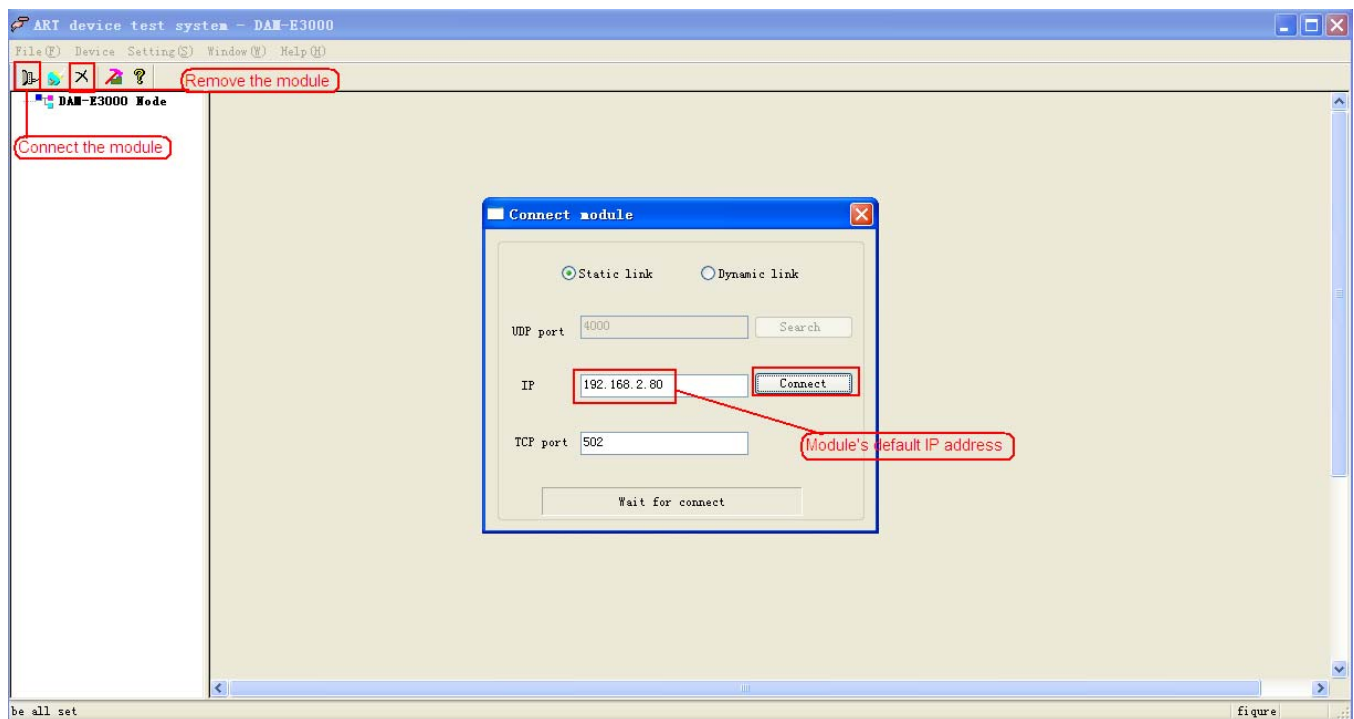 ART device test system - DAM-E3000
File(F) Device Setting(S) Window(W) Help(H)
Remove the module
DAM-E3000 Node
Connect the module
Connect module
Static link Dynamic link
UDP port 4000 Search
IP 192.168.2.80 Connect
TCP port 502
Module's default IP address
Wait for connect
be all set figure